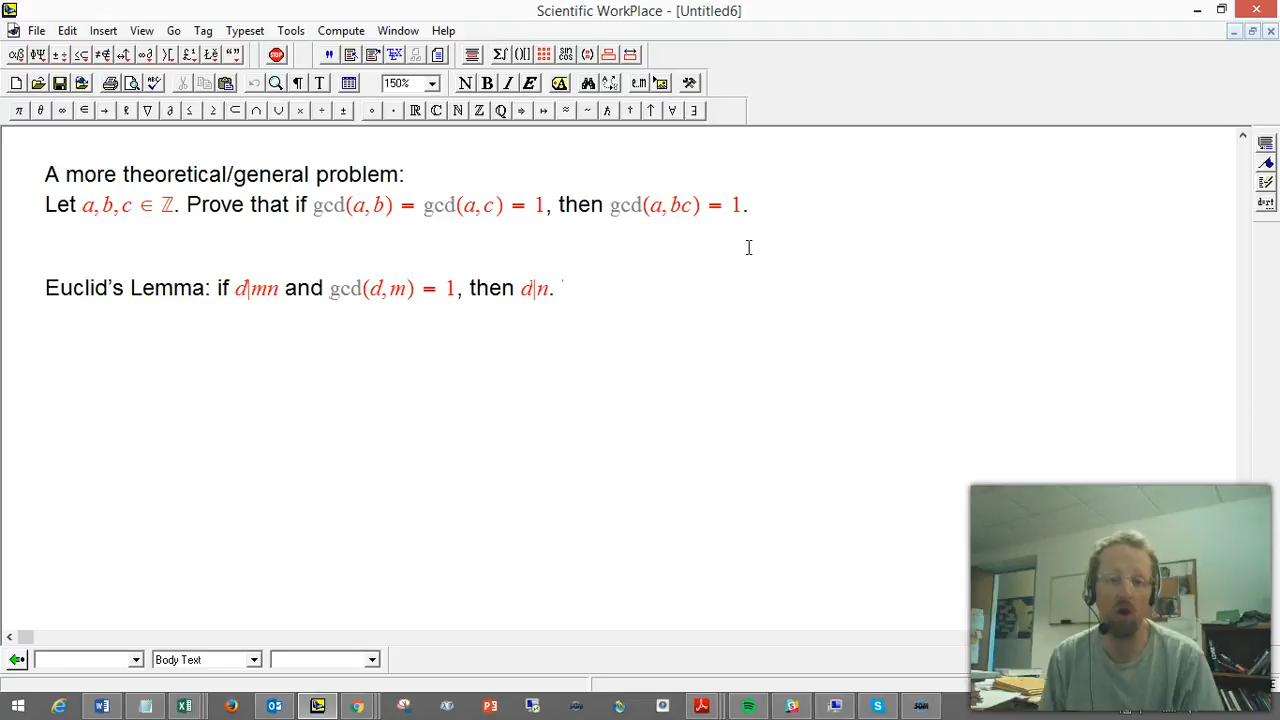 Scientific WorkPlace - [Untitled6]
File Edit Insert View Go Tag Typeset Tools Compute Window Help
150%
A more theoretical/general problem:
Let a, b, c ∈ ℤ. Prove that if gcd(a, b) = gcd(a, c) = 1, then gcd(a, bc) = 1.
Euclid's Lemma: if d|mn and gcd(d, m) = 1, then d|n.
Body Text